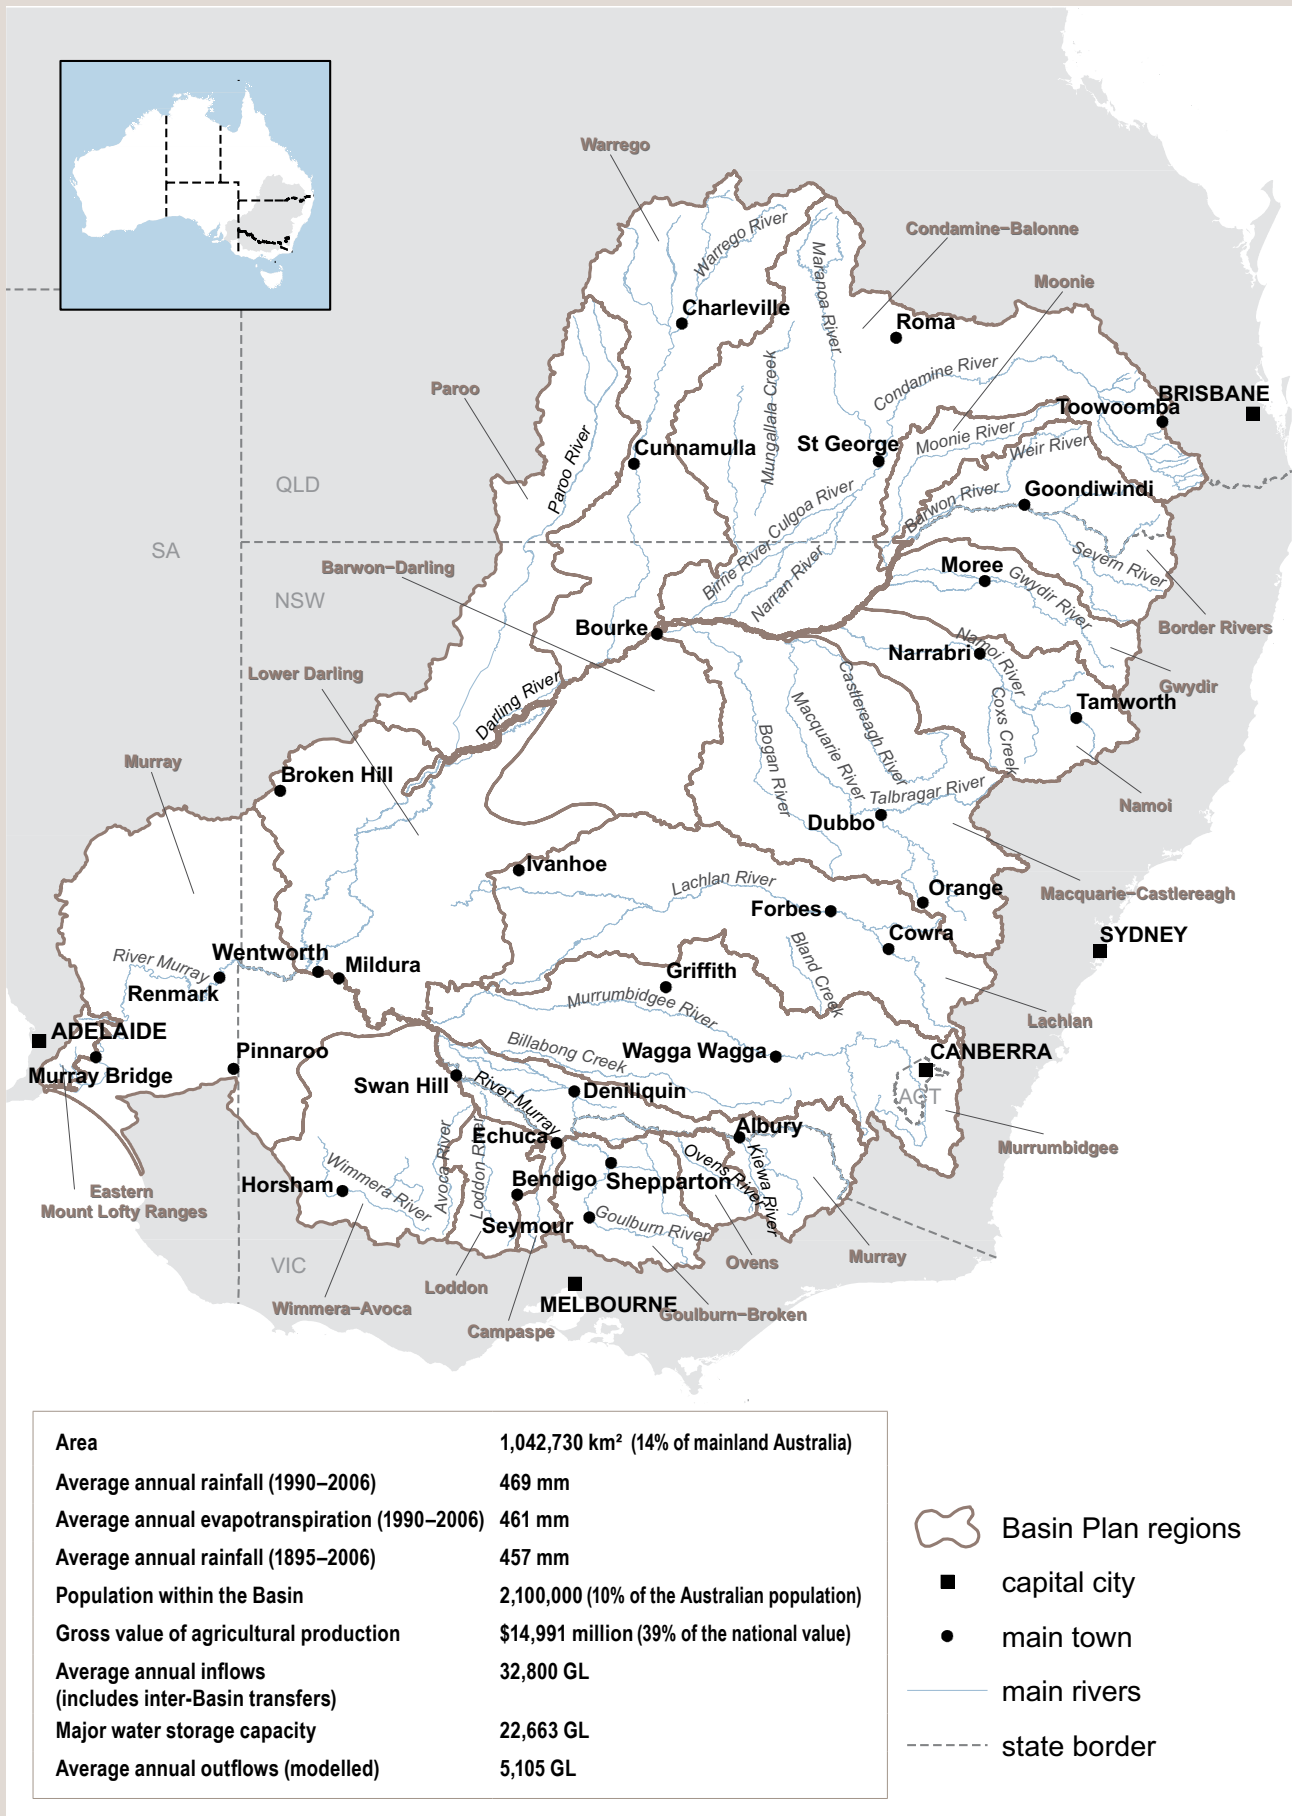 Warrego
Warrego River
Maranoa River
Condamine–Balonne
Moonie
Charleville
Roma
Mungallala Creek
Condamine River
Paroo
BRISBANE
Toowoomba
Paroo River
Cunnamulla
St George
Moonie River
Weir River
QLD
Culgoa River
Barwon River
Goondiwindi
SA
Barwon–Darling
Birrie River
Narran River
Moree
Severn River
NSW
Gwydir River
Bourke
Border Rivers
Narrabri
Namoi River
Lower Darling
Darling River
Castlereagh River
Gwydir
Macquarie River
Coxs Creek
Tamworth
Bogan River
Murray
Broken Hill
Talbragar River
Namoi
Dubbo
Ivanhoe
Lachlan River
Orange
Macquarie–Castlereagh
Forbes
Cowra
SYDNEY
Wentworth
River Murray
Mildura
Griffith
Bland Creek
Renmark
Murrumbidgee River
Lachlan
ADELAIDE
Pinnaroo
Billabong Creek
Wagga Wagga
CANBERRA
Murray Bridge
Swan Hill
River Murray
Deniliquin
ACT
Echuca
Albury
Avoca River
Loddon River
Murrumbidgee
Wimmera River
Ovens River
Kiewa River
Horsham
Bendigo
Shepparton
Eastern
Mount Lofty Ranges
Seymour
Goulburn River
VIC
Ovens
Murray
Loddon
Wimmera–Avoca
MELBOURNE
Goulburn–Broken
Campaspe
Area 1,042,730 km² (14% of mainland Australia)
Average annual rainfall (1990–2006) 469 mm
Average annual evapotranspiration (1990–2006) 461 mm
Average annual rainfall (1895–2006) 457 mm
Population within the Basin 2,100,000 (10% of the Australian population)
Gross value of agricultural production $14,991 million (39% of the national value)
Average annual inflows 32,800 GL
(includes inter-Basin transfers)
Major water storage capacity 22,663 GL
Average annual outflows (modelled) 5,105 GL
Basin Plan regions
capital city
main town
main rivers
state border